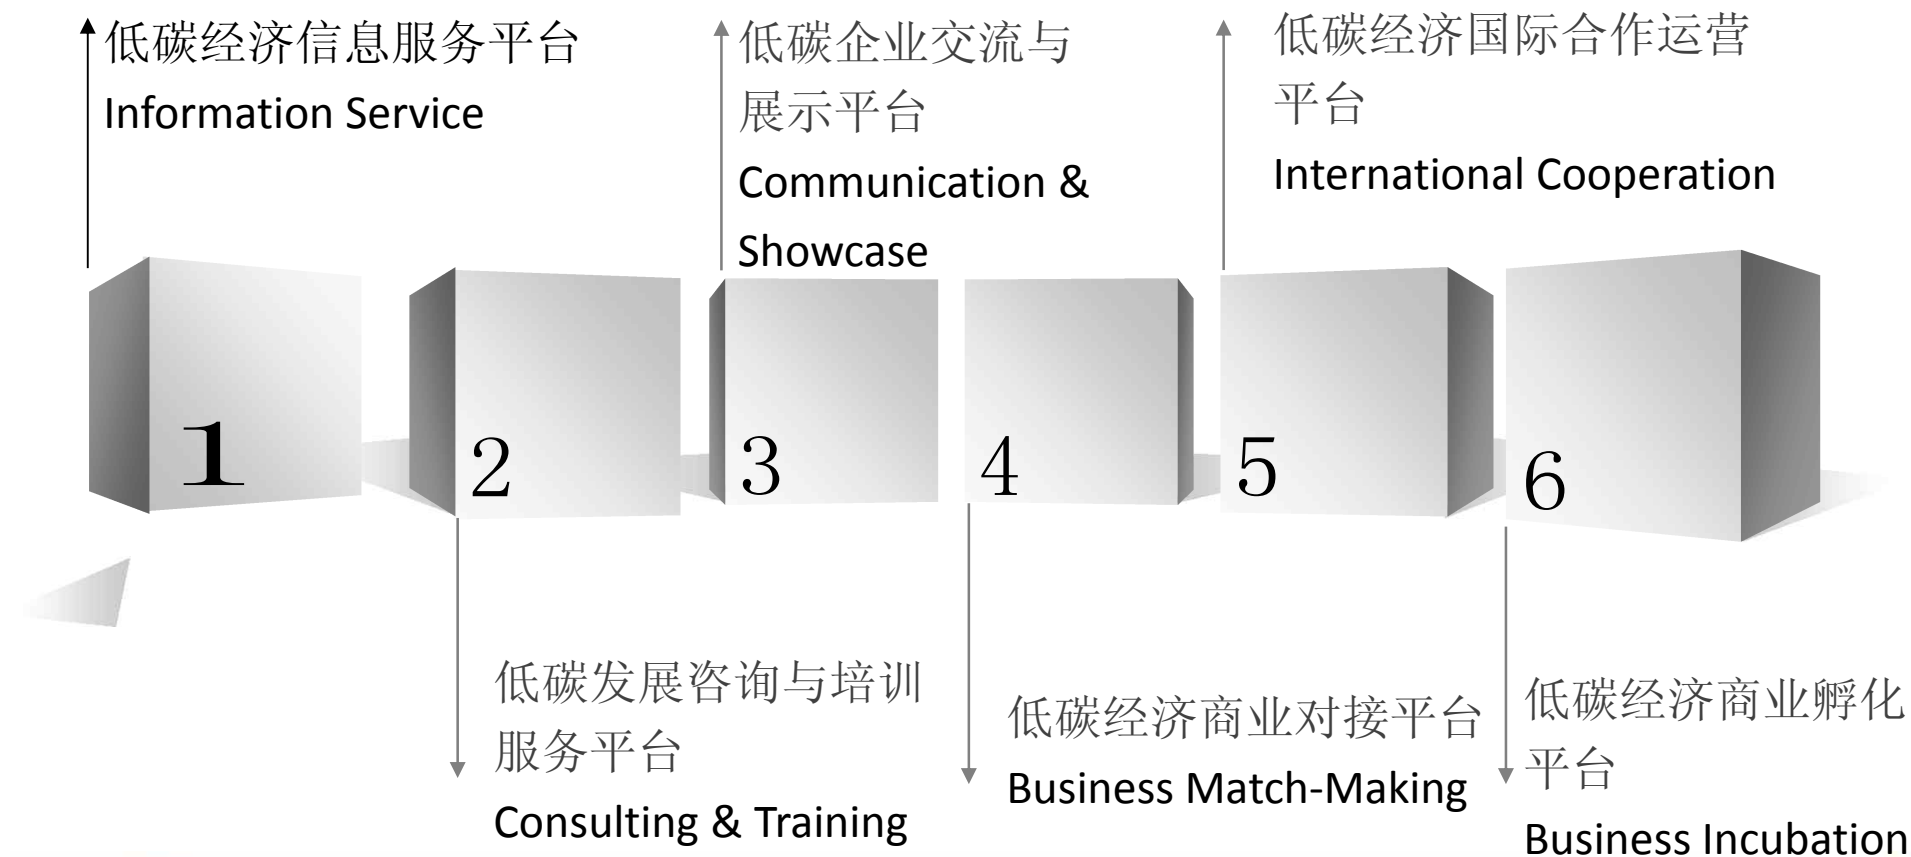 低碳经济信息服务平台
Information Service
低碳企业交流与
展示平台
Communication &
Showcase
低碳经济国际合作运营
平台
International Cooperation
1
2
3
4
5
6
低碳发展咨询与培训
服务平台
Consulting & Training
低碳经济商业对接平台
Business Match-Making
低碳经济商业孵化
平台
Business Incubation